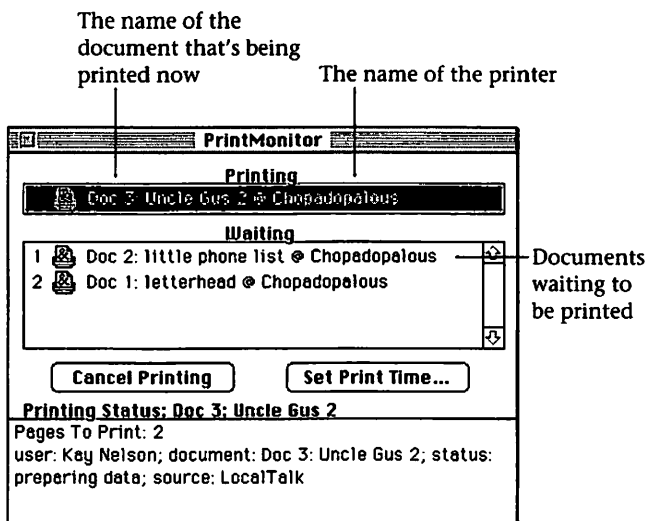 The name of the
document that's being
printed now
The name of the printer
PrintMonitor
Printing
Doc 3: Uncle Gus 2 @ Chopadopalous
Waiting
1 Doc 2: little phone list @ Chopadopalous
2 Doc 1: letterhead @ Chopadopalous
Documents
waiting to
be printed
Cancel Printing
Set Print Time...
Printing Status: Doc 3: Uncle Gus 2
Pages To Print: 2
user: Kay Nelson; document: Doc 3: Uncle Gus 2; status:
preparing data; source: LocalTalk